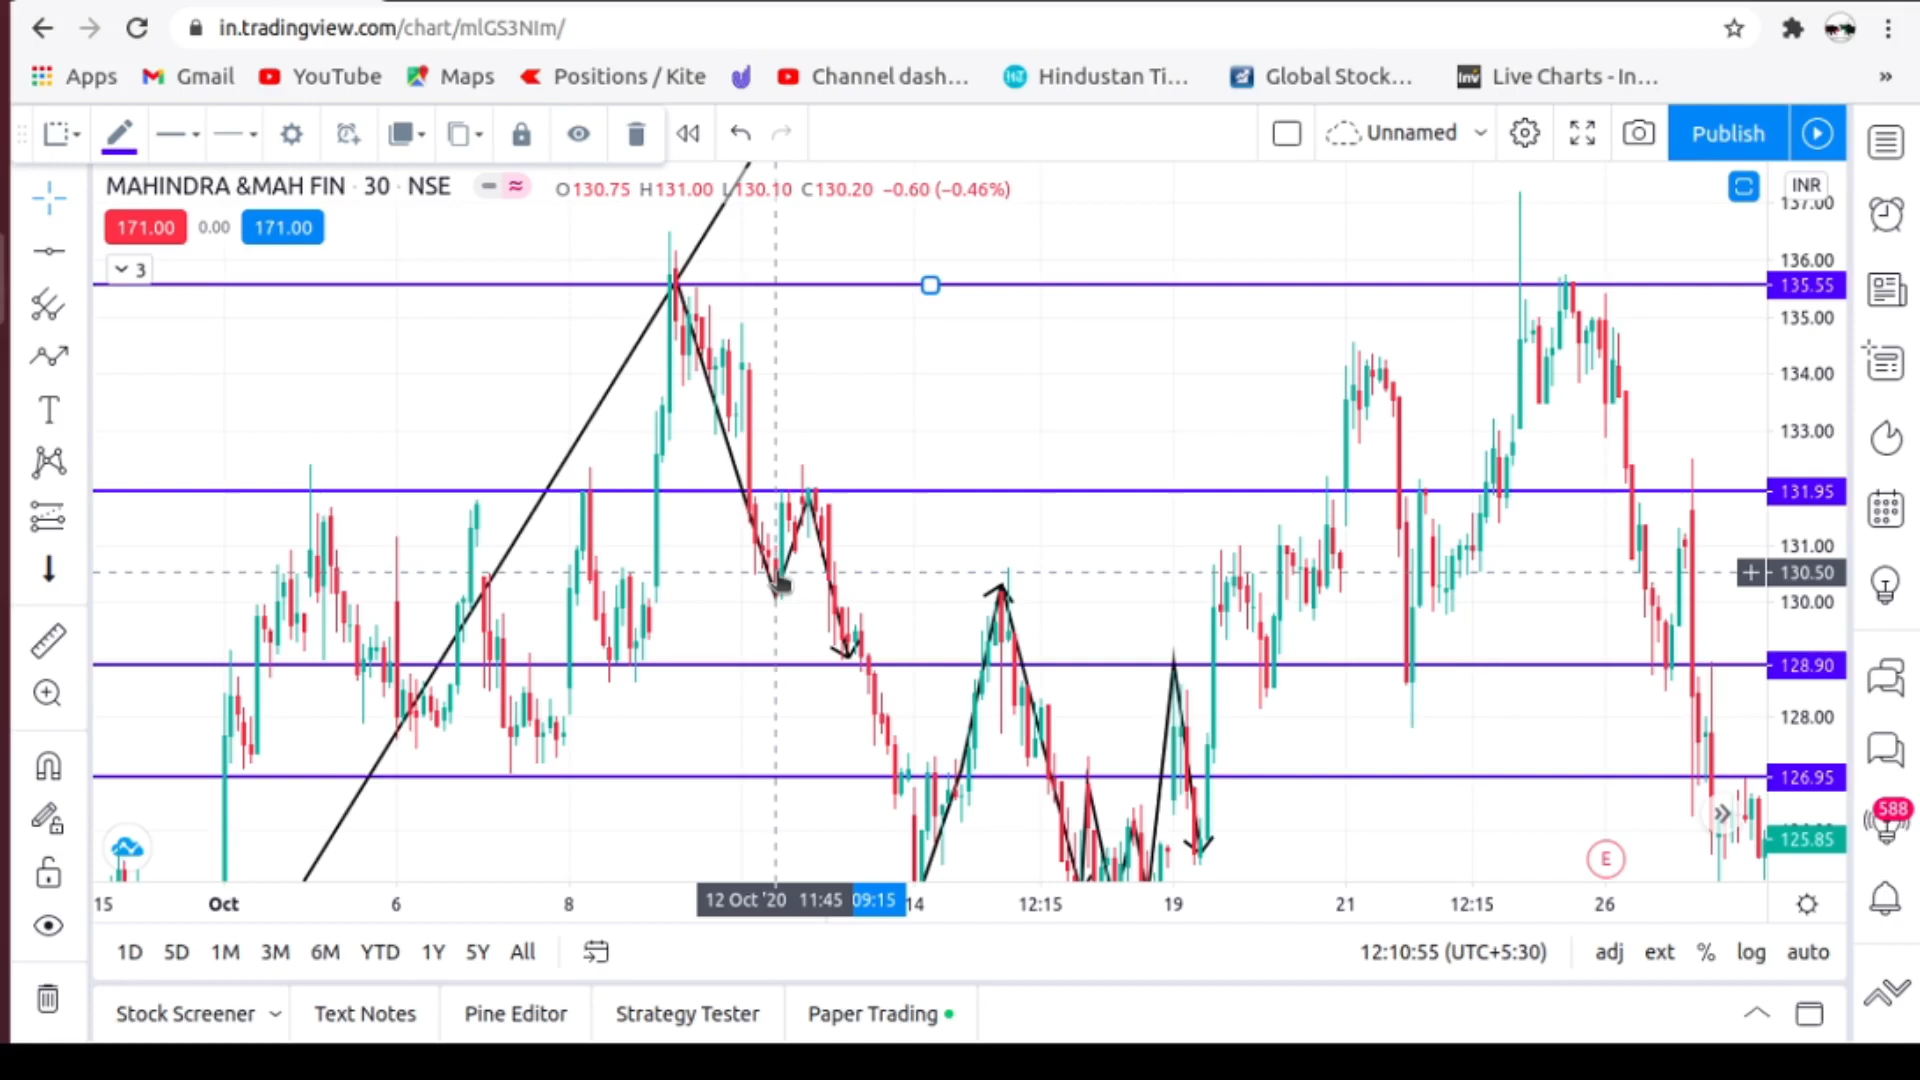 in.tradingview.com/chart/mlGS3NIm/
Apps Gmail YouTube Maps Positions / Kite Channel dash... Hindustan Ti... Global Stock... Inv Live Charts - In... »
Unnamed Publish
MAHINDRA &MAH FIN · 30 · NSE O130.75 H131.00 L130.10 C130.20 −0.60 (−0.46%) INR
137.00
171.00 0.00 171.00
3
136.00
135.55
135.00
134.00
133.00
131.95
131.00
130.50
130.00
128.90
128.00
126.95
588
125.85
E
15 Oct 6 8 12 Oct '20 11:45 09:15 14 12:15 19 21 12:15 26
1D 5D 1M 3M 6M YTD 1Y 5Y All 12:10:55 (UTC+5:30) adj ext % log auto
Stock Screener Text Notes Pine Editor Strategy Tester Paper Trading